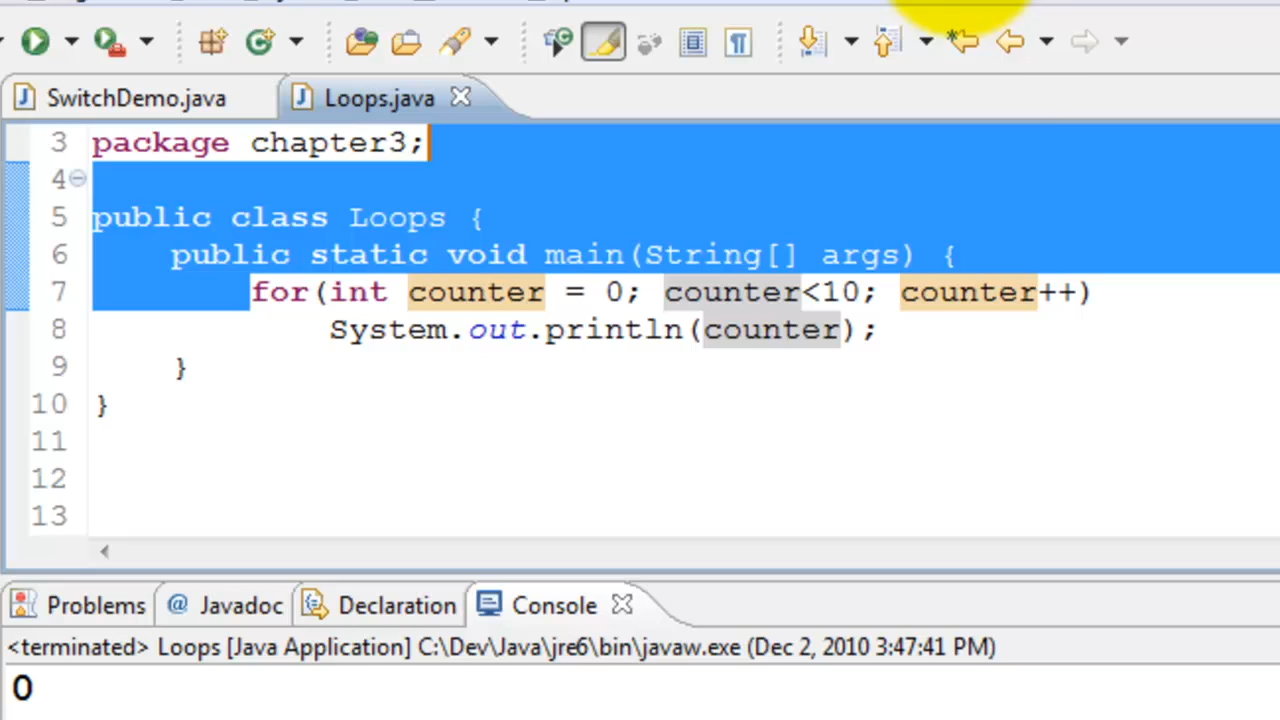 SwitchDemo.java Loops.java
3 package chapter3;
4
5 public class Loops {
6 public static void main(String[] args) {
7 for(int counter = 0; counter<10; counter++)
8 System.out.println(counter);
9 }
10 }
11
12
13
Problems @ Javadoc Declaration Console
<terminated> Loops [Java Application] C:\Dev\Java\jre6\bin\javaw.exe (Dec 2, 2010 3:47:41 PM)
0